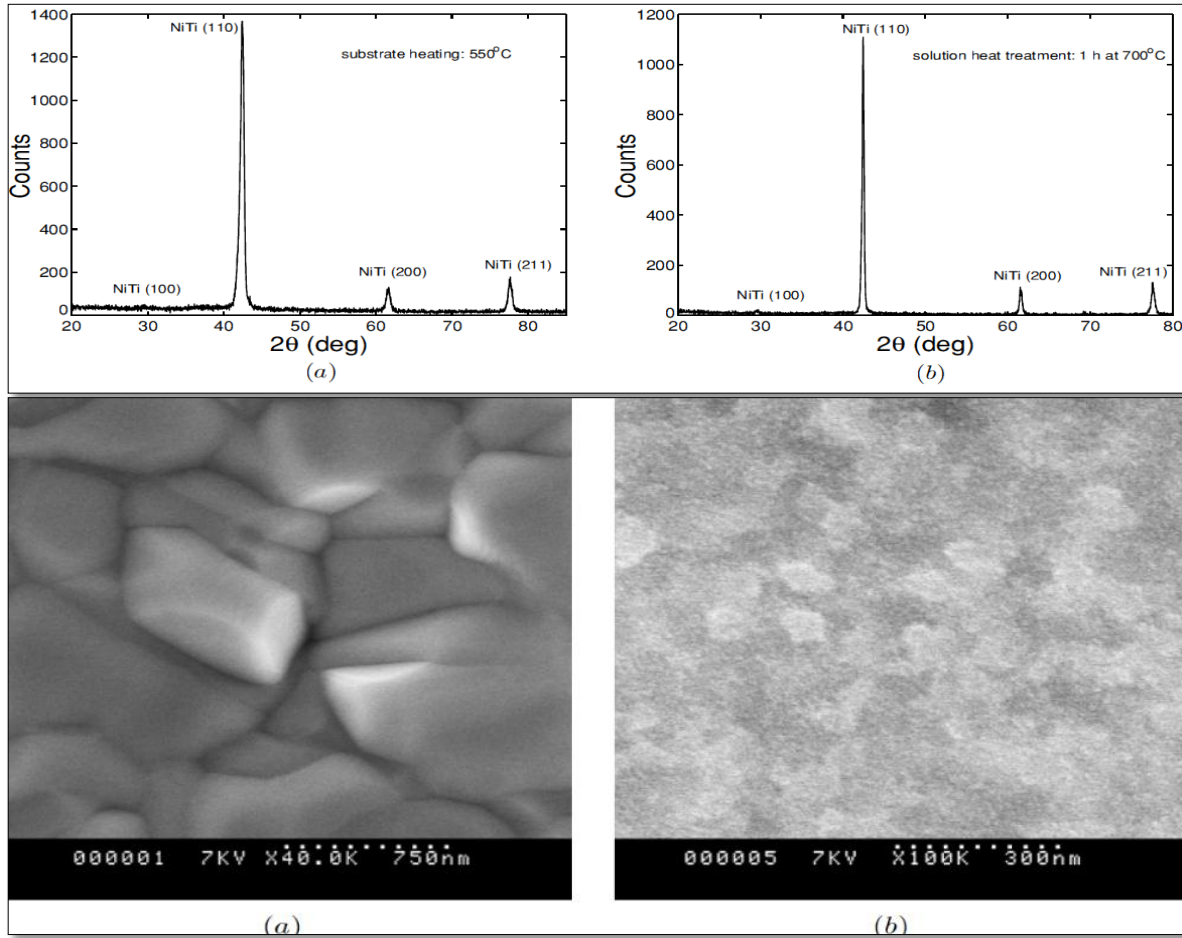 1400
1200
1000
800
600
400
200
0
Counts
NiTi (110)
substrate heating: 550°C
NiTi (100)
NiTi (200)
NiTi (211)
20 30 40 50 60 70 80
2θ (deg)
(a)
1200
1000
800
600
400
200
0
Counts
NiTi (110)
solution heat treatment: 1 h at 700°C
NiTi (100)
NiTi (200)
NiTi (211)
20 30 40 50 60 70 80
2θ (deg)
(b)
000001 7KV X40.0K 750nm
000005 7KV X100K 300nm
(a)
(b)